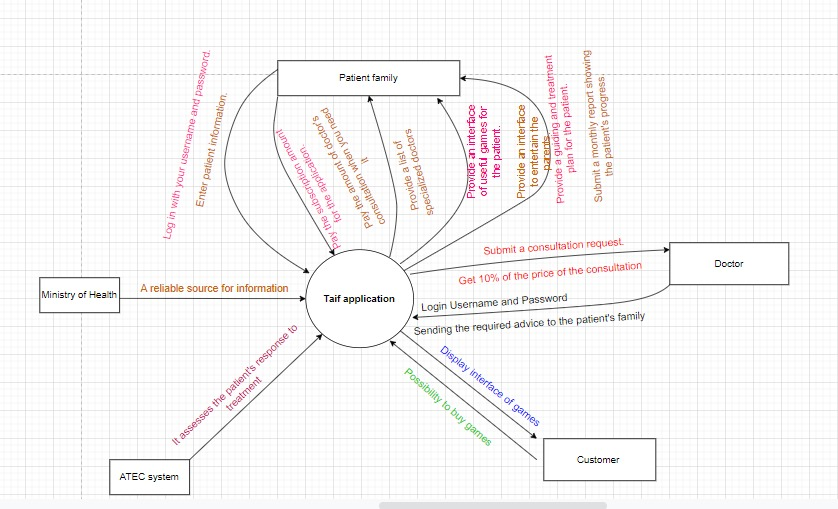 Patient family
Log in with your username and password.
Enter patient information.
Pay the subscription amount
for the application.
Pay the amount of doctor's
consultation when you need
it
Provide a list of
specialized doctors
Provide an interface
of useful games for
the patient.
Provide an interface
to entertain the
parents.
Provide a guiding and treatment
plan for the patient.
Submit a monthly report showing
the patient's progress.
Submit a consultation request.
Get 10% of the price of the consultation
Doctor
Login Username and Password
Sending the required advice to the patient's family
Ministry of Health
A reliable source for information
Taif application
It assesses the patient's response to
treatment
ATEC system
Display interface of games
Possibility to buy games
Customer